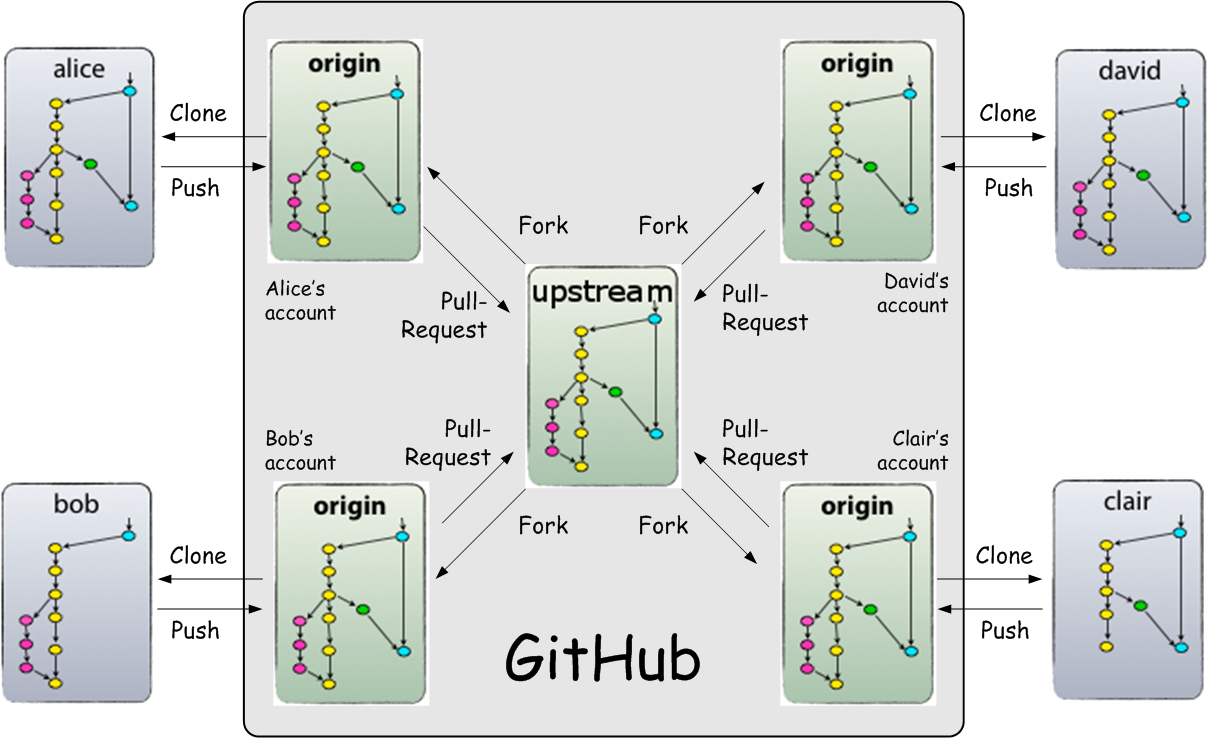 alice
origin
origin
david
Clone
Push
Clone
Push
Fork
Fork
Alice's
account
Pull-
Request
upstream
Pull-
Request
David's
account
Bob's
account
Pull-
Request
Pull-
Request
Clair's
account
bob
origin
origin
clair
Clone
Push
Fork
Fork
Clone
Push
GitHub